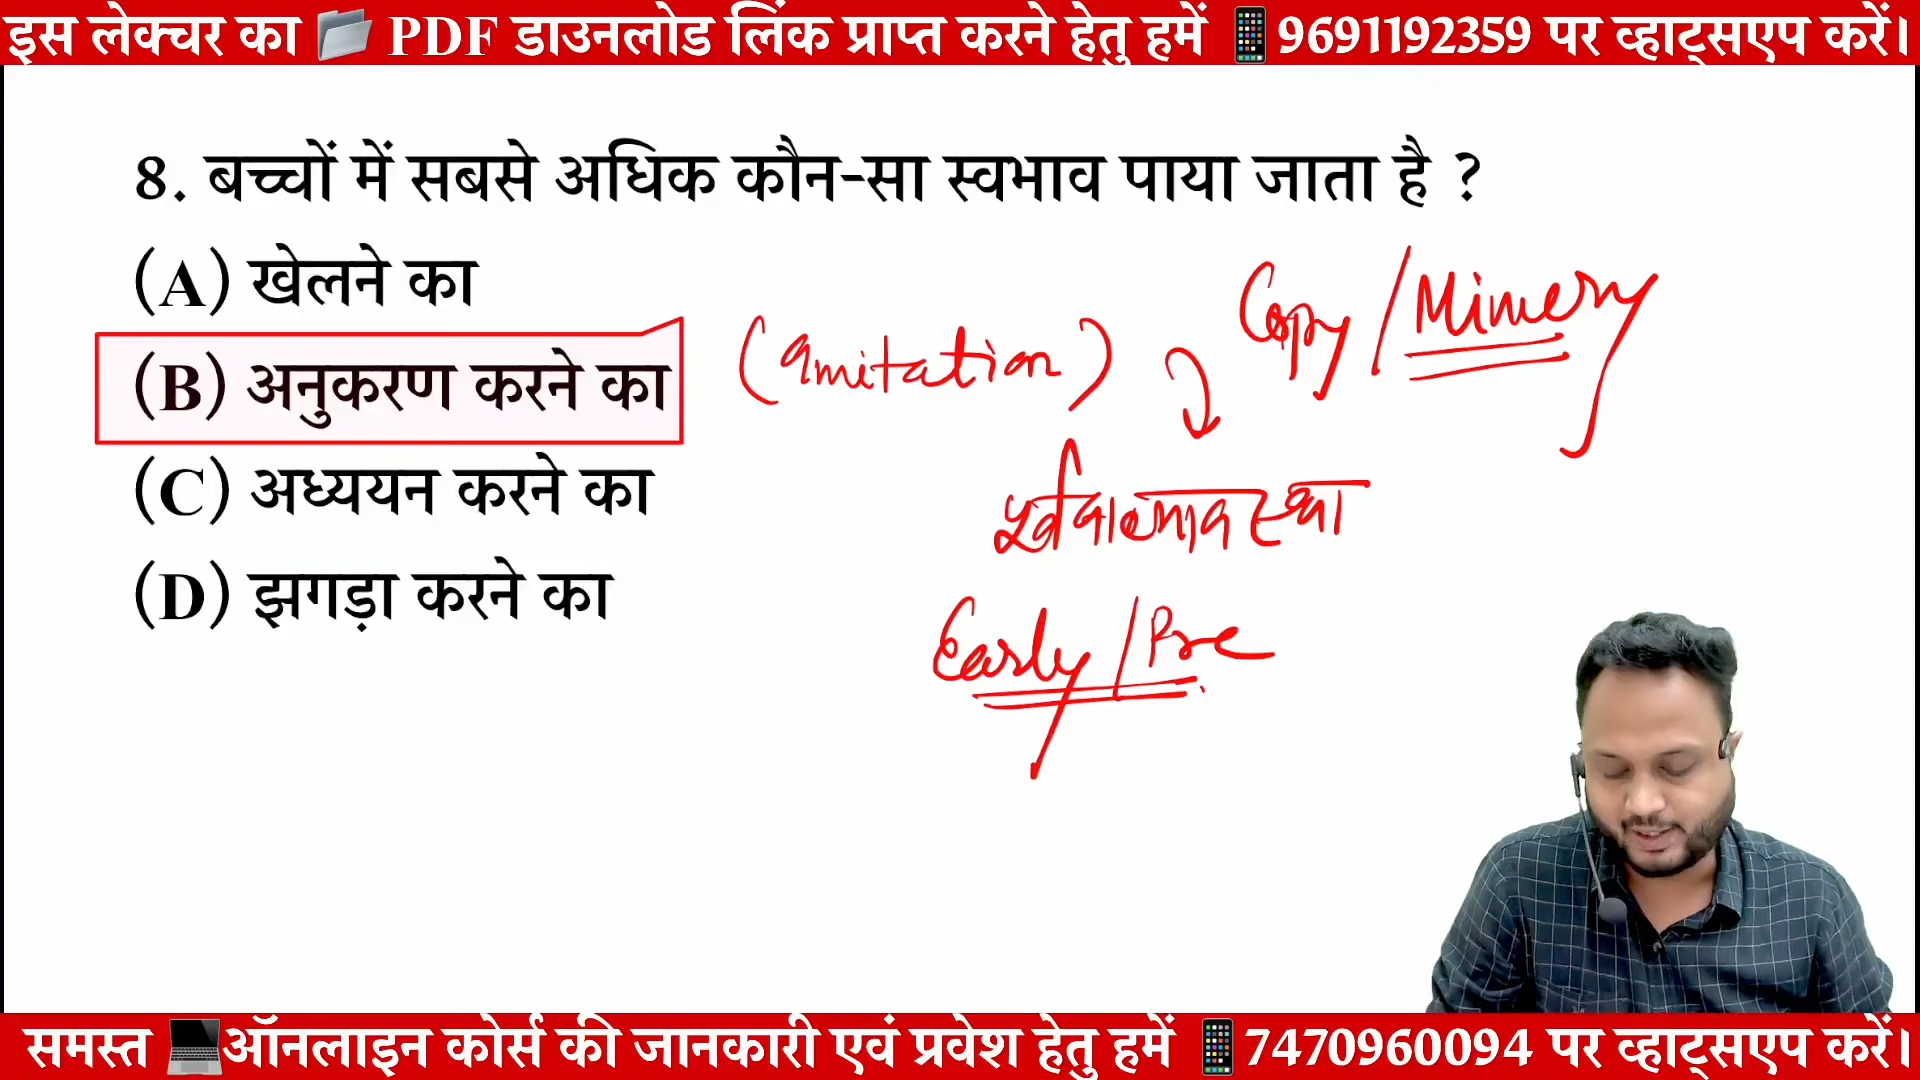 इस लेक्चर का PDF डाउनलोड लिंक प्राप्त करने हेतु हमें 9691192359 पर व्हाट्सएप करें।
8. बच्चों में सबसे अधिक कौन-सा स्वभाव पाया जाता है ?
(A) खेलने का
(B) अनुकरण करने का
(C) अध्ययन करने का
(D) झगड़ा करने का
(Imitation)
Copy / Mimery
पूर्वबाल्यावस्था
Early / Pre
समस्त ऑनलाइन कोर्स की जानकारी एवं प्रवेश हेतु हमें 7470960094 पर व्हाट्सएप करें।